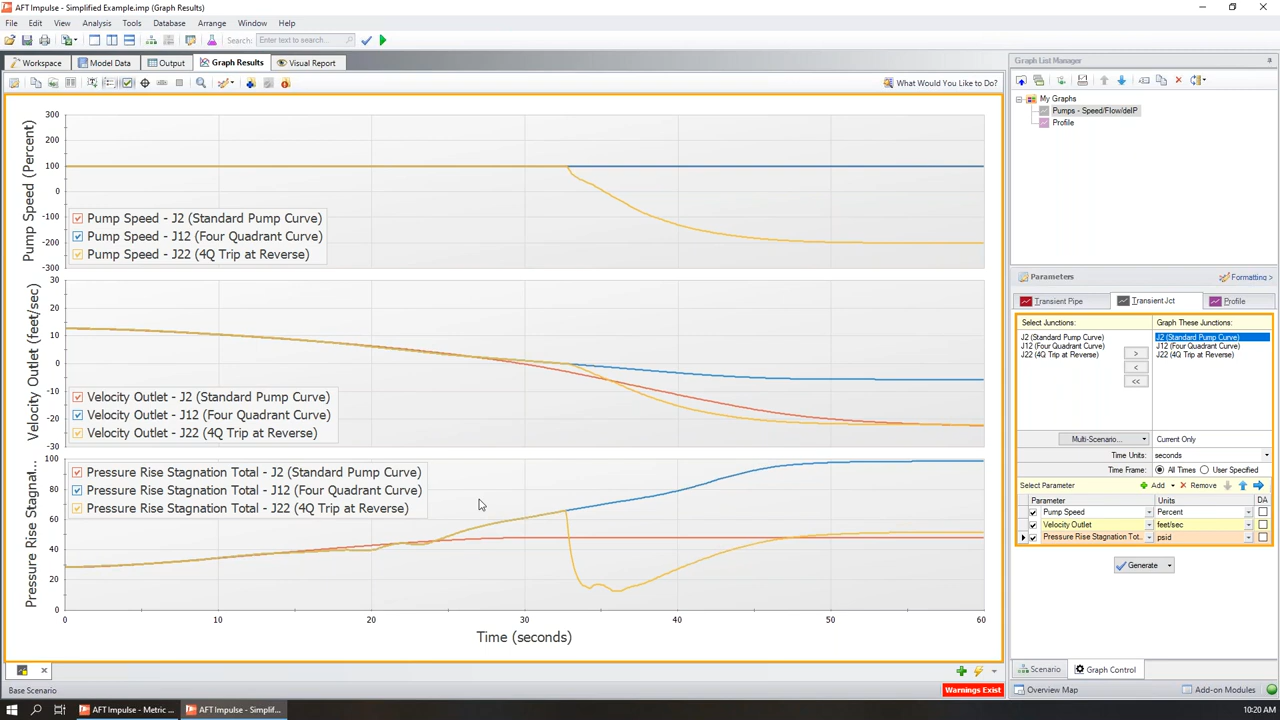 AFT Impulse - Simplified Example.imp (Graph Results)
File Edit View Analysis Tools Database Arrange Window Help
Search: Enter text to search...
Workspace Model Data Output Graph Results Visual Report
What Would You Like to Do?
300
200
100
0
-100
-200
-300
Pump Speed (Percent)
Pump Speed - J2 (Standard Pump Curve)
Pump Speed - J12 (Four Quadrant Curve)
Pump Speed - J22 (4Q Trip at Reverse)
30
20
10
0
-10
-20
-30
Velocity Outlet (feet/sec)
Velocity Outlet - J2 (Standard Pump Curve)
Velocity Outlet - J12 (Four Quadrant Curve)
Velocity Outlet - J22 (4Q Trip at Reverse)
100
80
60
40
20
0
Pressure Rise Stagnat...
Pressure Rise Stagnation Total - J2 (Standard Pump Curve)
Pressure Rise Stagnation Total - J12 (Four Quadrant Curve)
Pressure Rise Stagnation Total - J22 (4Q Trip at Reverse)
0 10 20 30 40 50 60
Time (seconds)
Graph List Manager
My Graphs
Pumps - Speed/Flow/delP
Profile
Parameters Formatting >
Transient Pipe Transient Jct Profile
Select Junctions: Graph These Junctions:
J2 (Standard Pump Curve) J2 (Standard Pump Curve)
J12 (Four Quadrant Curve) J12 (Four Quadrant Curve)
J22 (4Q Trip at Reverse) J22 (4Q Trip at Reverse)
>
<
<<
Multi-Scenario... Current Only
Time Units: seconds
Time Frame: All Times User Specified
Select Parameter Add Remove
Parameter Units DA
Pump Speed Percent
Velocity Outlet feet/sec
Pressure Rise Stagnation Tot... psid
Generate
Scenario Graph Control
Base Scenario Warnings Exist Overview Map Add-on Modules
AFT Impulse - Metric ... AFT Impulse - Simplif... 10:20 AM